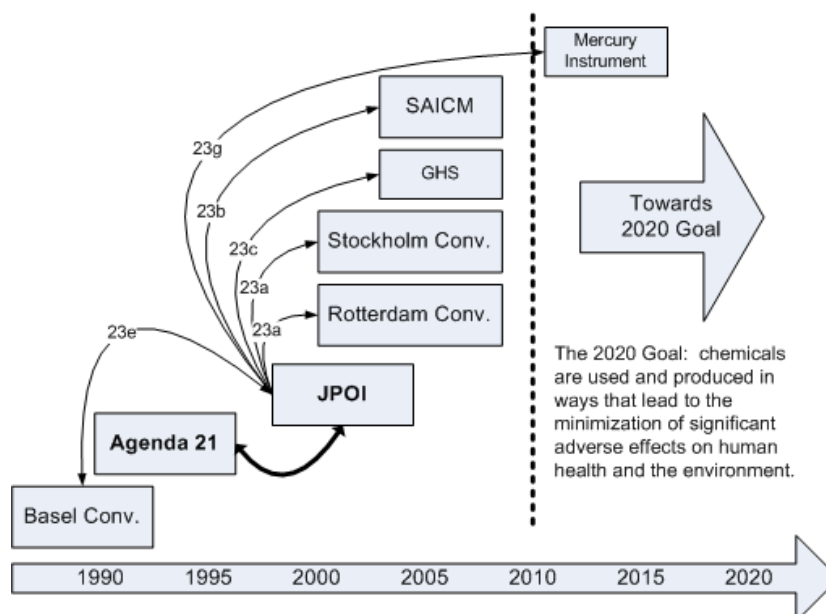 Mercury
Instrument
SAICM
23g
GHS
23b
Towards
2020 Goal
Stockholm Conv.
23c
23a
Rotterdam Conv.
23a
23e
The 2020 Goal: chemicals
are used and produced in
ways that lead to the
minimization of significant
adverse effects on human
health and the environment.
JPOI
Agenda 21
Basel Conv.
1990 1995 2000 2005 2010 2015 2020